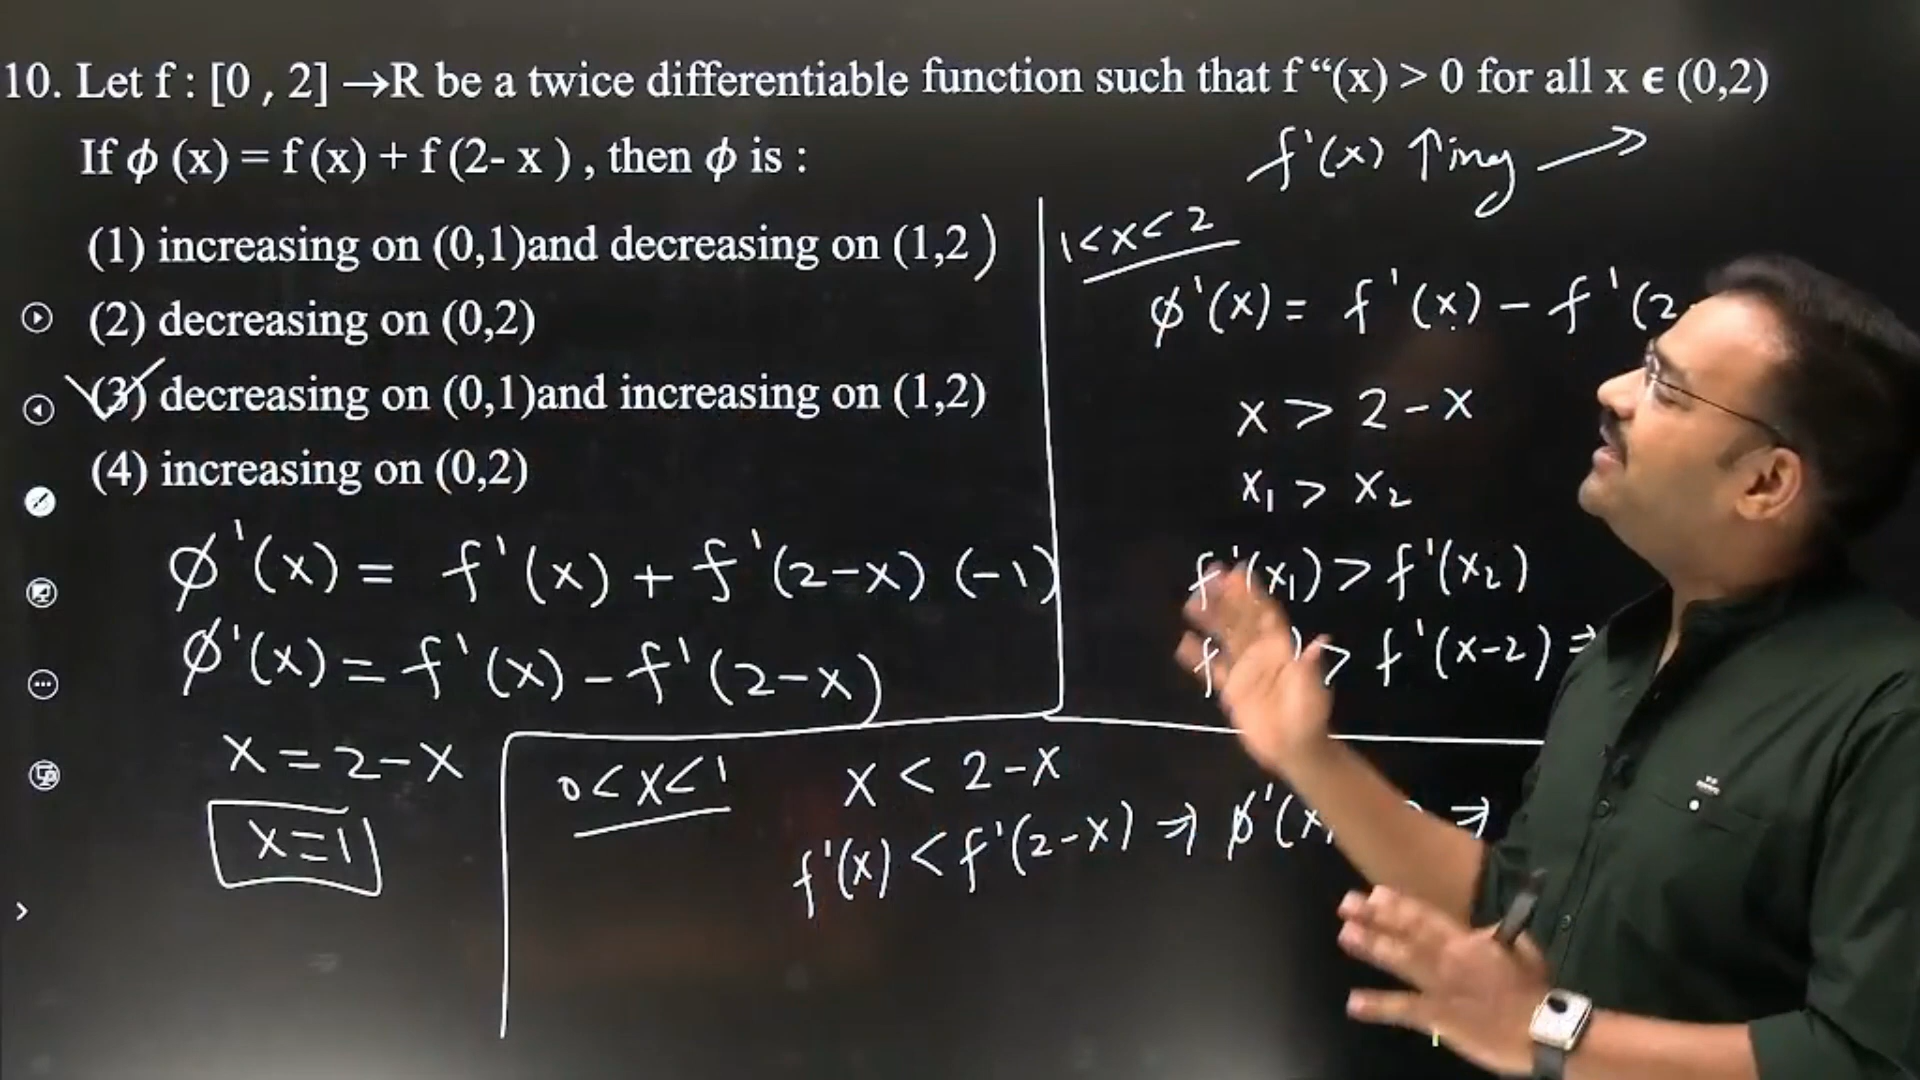 10. Let f : [0 , 2] →R be a twice differentiable function such that f “(x) > 0 for all x ϵ (0,2)
If ϕ (x) = f (x) + f (2- x ) , then ϕ is :
(1) increasing on (0,1)and decreasing on (1,2)
(2) decreasing on (0,2)
(3) decreasing on (0,1)and increasing on (1,2)
(4) increasing on (0,2)
ϕ'(x) = f'(x) + f'(2-x) (-1)
ϕ'(x) = f'(x) - f'(2-x)
x = 2-x
x=1
f'(x) ↑ing
1<x<2
ϕ'(x) = f'(x) - f'(2
x > 2-x
x₁ > x₂
f'(x₁) > f'(x₂)
> f'(x-2) ⇒
0<x<1
x < 2-x
f'(x) < f'(2-x) ⇒ ϕ'(x ⇒